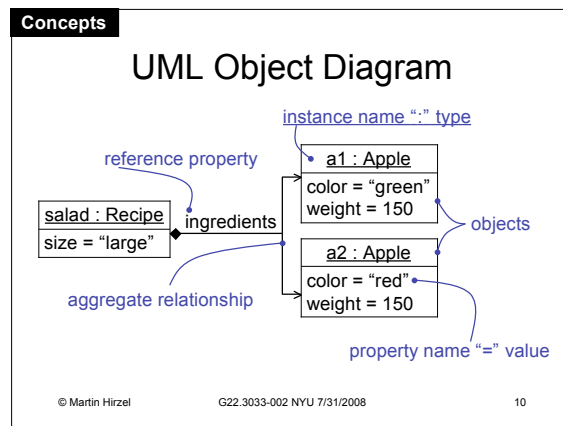 Concepts
UML Object Diagram
instance name “:” type
reference property
a1 : Apple
color = “green”
weight = 150
salad : Recipe
size = “large”
ingredients
objects
a2 : Apple
color = “red”
weight = 150
aggregate relationship
property name “=” value
© Martin Hirzel
G22.3033-002 NYU 7/31/2008
10